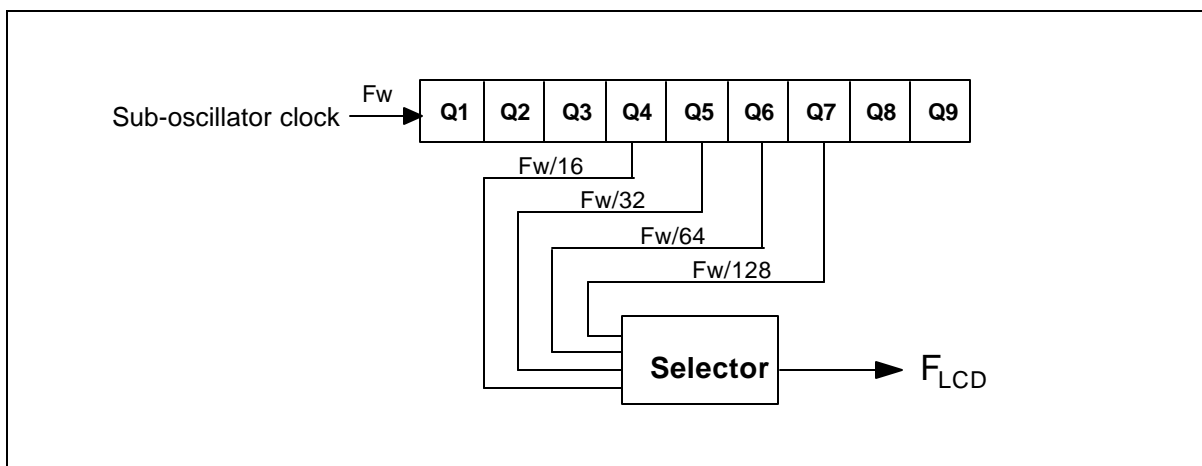 Fw
Sub-oscillator clock
Q1 Q2 Q3 Q4 Q5 Q6 Q7 Q8 Q9
Fw/16
Fw/32
Fw/64
Fw/128
Selector
FLCD